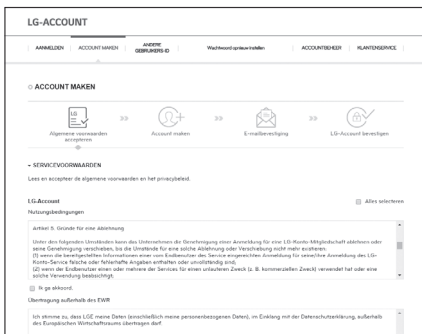 LG-ACCOUNT
AANMELDEN
ACCOUNT MAKEN
ANDERE
GEBRUIKERS-ID
Wachtwoord opnieuw instellen
ACCOUNTBEHEER
KLANTENSERVICE
ACCOUNT MAKEN
LG
Algemene voorwaarden
accepteren
Account maken
E-mailbevestiging
LG-Account bevestigen
– SERVICEVOORWAARDEN
Lees en accepteer de algemene voorwaarden en het privacybeleid.
LG-Account
Alles selecteren
Nutzungsbedingungen
Artikel 5. Gründe für eine Ablehnung
Unter den folgenden Umständen kann das Unternehmen die Genehmigung einer Anmeldung für eine LG-Konto-Mitgliedschaft ablehnen oder
seine Genehmigung verschieben, bis die Umstände für eine solche Ablehnung oder Verschiebung nicht mehr existieren:
(1) wenn die bereitgestellten Informationen einer vom Endbenutzer des Service eingereichten Anmeldung für seine/ihre Anmeldung des LG-
Konto-Service falsche oder fehlerhafte Angaben enthalten oder unvollständig sind;
(2) wenn der Endbenutzer einen oder mehrere der Services für einen unlauteren Zweck (z. B. kommerziellen Zweck) verwendet hat oder eine
solche Verwendung beabsichtigt.
Ik ga akkoord.
Übertragung außerhalb des EWR
Ich stimme zu, dass LGE meine Daten (einschließlich meine personenbezogenen Daten), im Einklang mit der Datenschutzerklärung, außerhalb
des Europäischen Wirtschaftsraums übertragen darf.